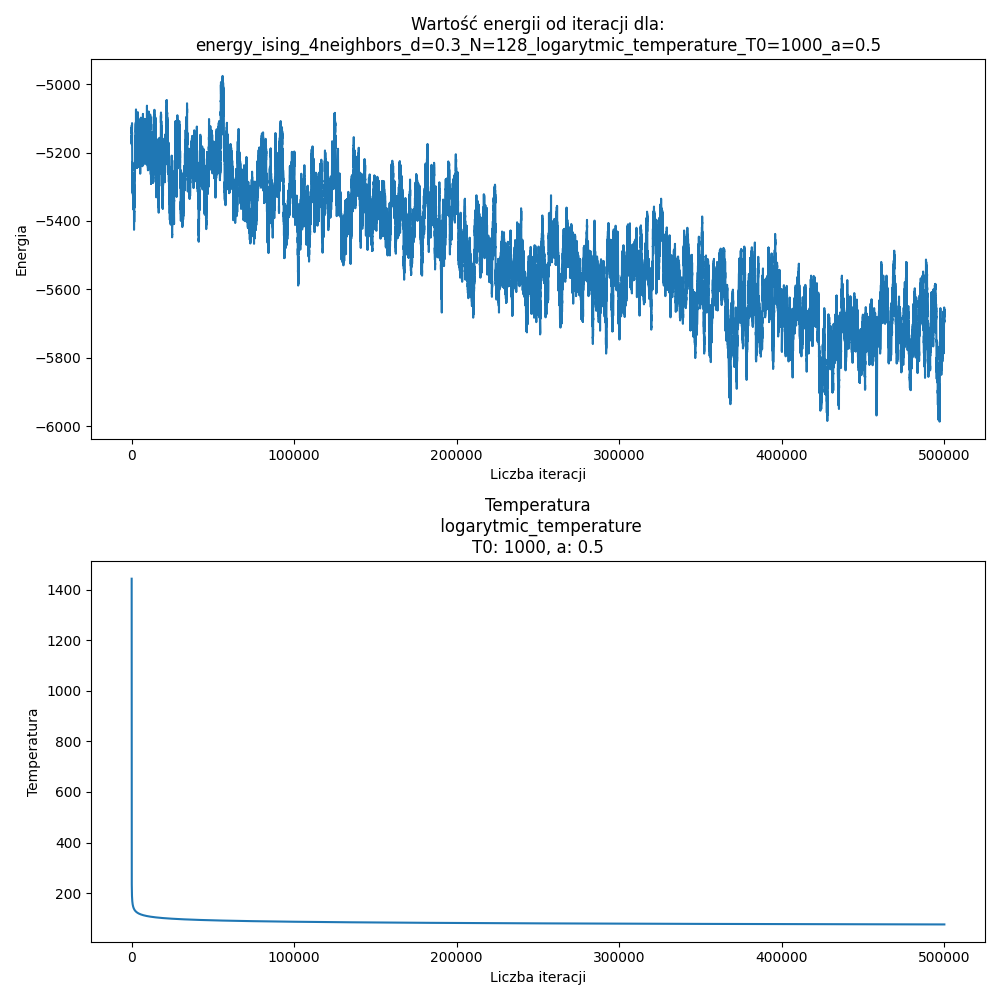 Wartość energii od iteracji dla:
energy_ising_4neighbors_d=0.3_N=128_logarytmic_temperature_T0=1000_a=0.5
−5000
−5200
−5400
−5600
−5800
−6000
Energia
0
100000
200000
300000
400000
500000
Liczba iteracji
Temperatura
logarytmic_temperature
T0: 1000, a: 0.5
1400
1200
1000
800
600
400
200
Temperatura
0
100000
200000
300000
400000
500000
Liczba iteracji